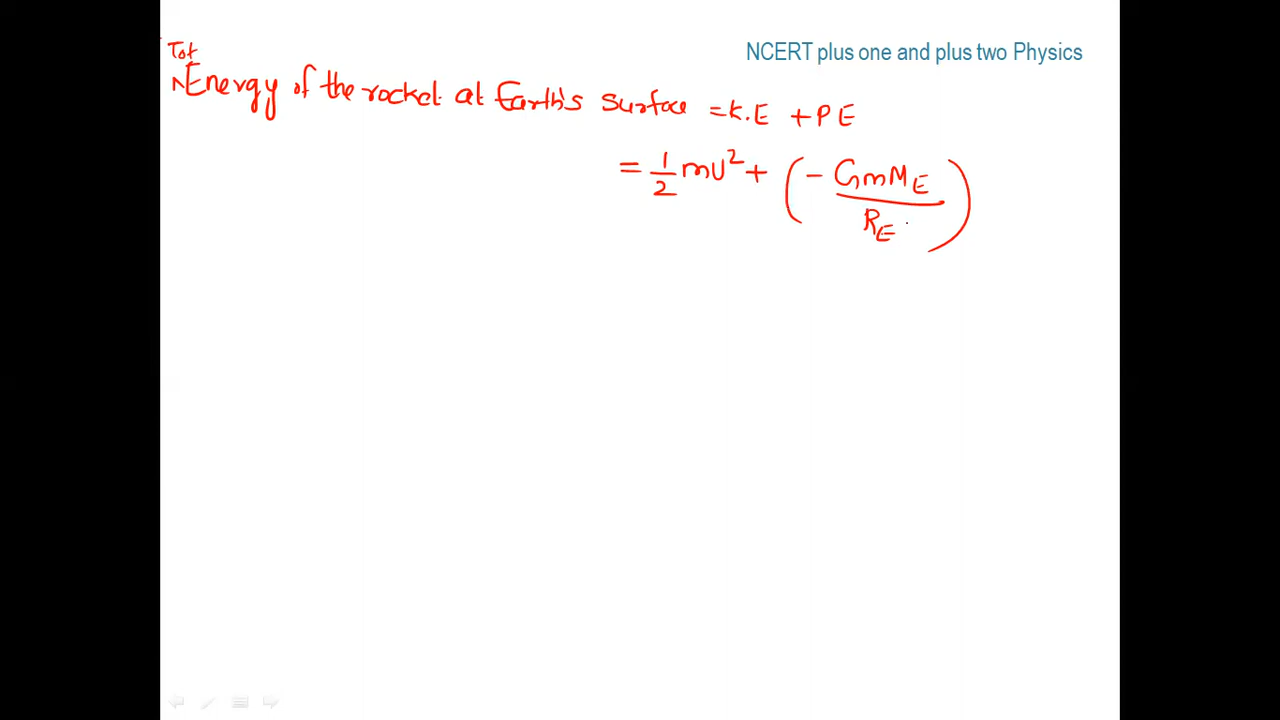 NCERT plus one and plus two Physics
Tot
Energy of the rocket at Earth's surface = K.E + P E
= 1/2 mU² + (- GmM_E / R_E)